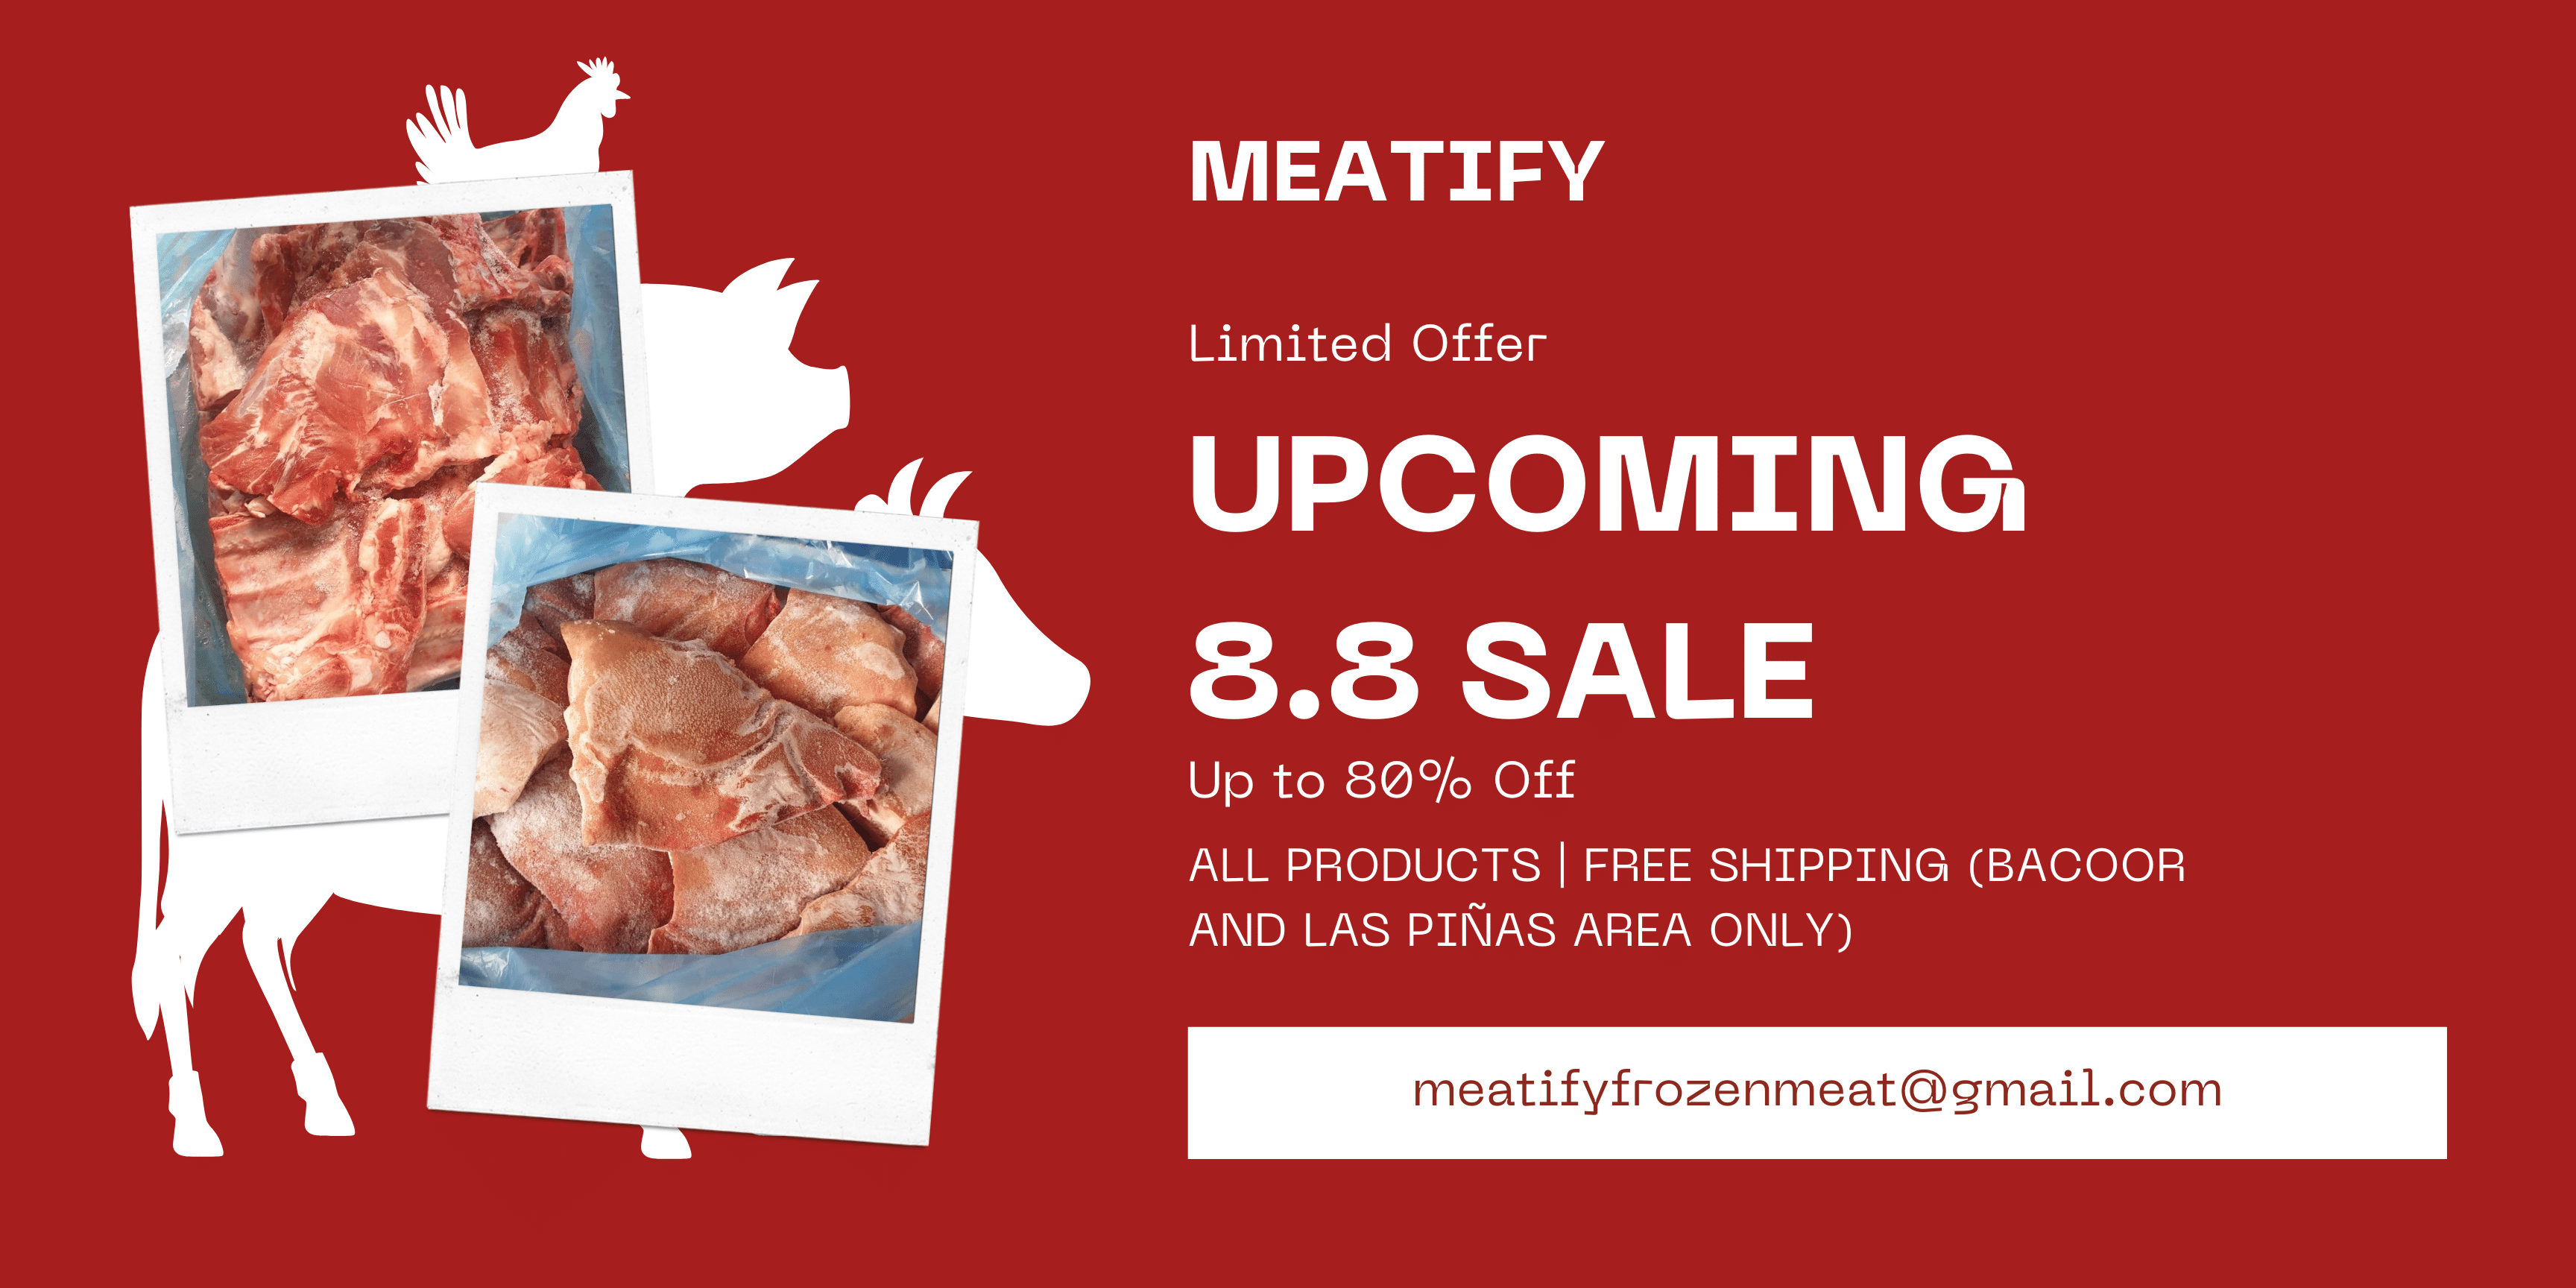 MEATIFY
Limited Offer
UPCOMING
8.8 SALE
Up to 80% Off
ALL PRODUCTS | FREE SHIPPING (BACOOR
AND LAS PIÑAS AREA ONLY)
meatifyfrozenmeat@gmail.com